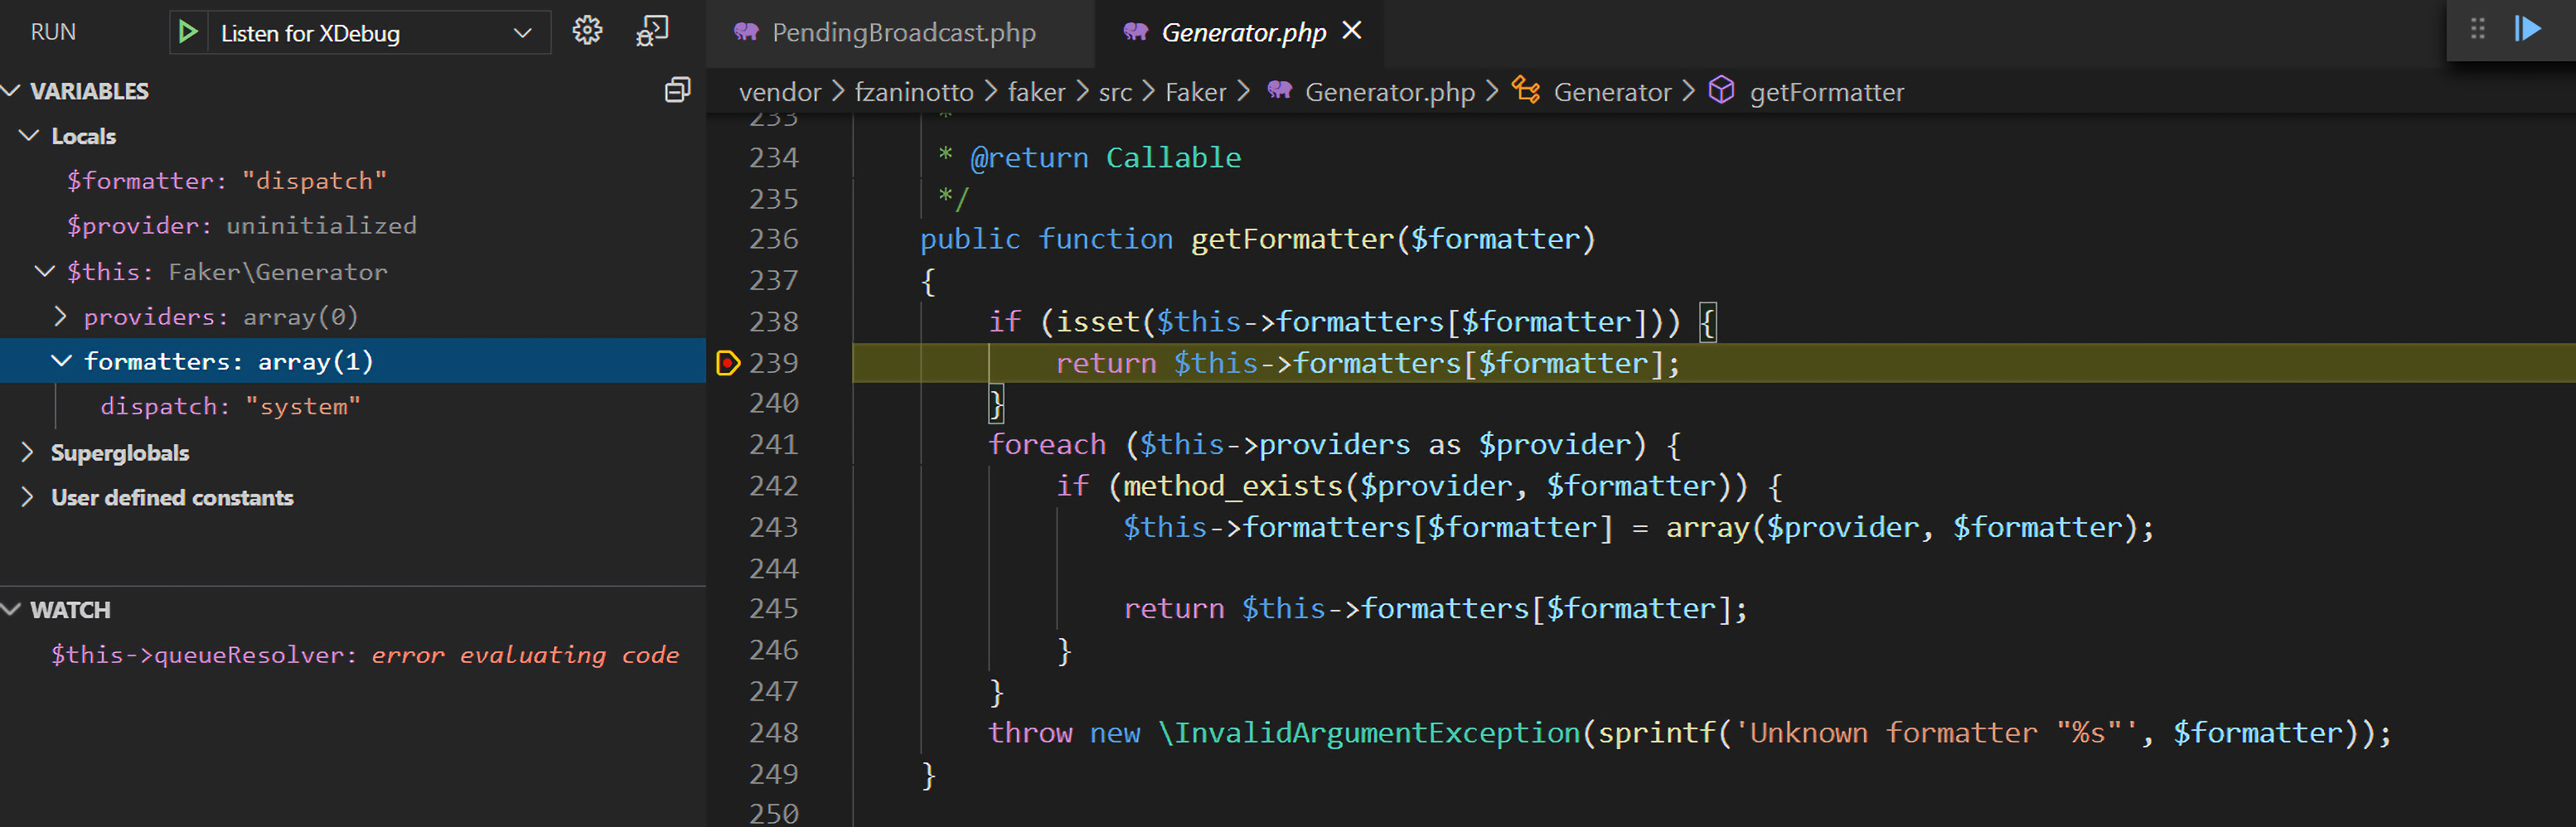 RUN
Listen for XDebug
VARIABLES
Locals
$formatter: "dispatch"
$provider: uninitialized
$this: Faker\Generator
providers: array(0)
formatters: array(1)
dispatch: "system"
Superglobals
User defined constants
WATCH
$this->queueResolver: error evaluating code
PendingBroadcast.php
Generator.php
vendor > fzaninotto > faker > src > Faker > Generator.php > Generator > getFormatter
233 *
234 * @return Callable
235 */
236 public function getFormatter($formatter)
237 {
238 if (isset($this->formatters[$formatter])) {
239 return $this->formatters[$formatter];
240 }
241 foreach ($this->providers as $provider) {
242 if (method_exists($provider, $formatter)) {
243 $this->formatters[$formatter] = array($provider, $formatter);
244
245 return $this->formatters[$formatter];
246 }
247 }
248 throw new \InvalidArgumentException(sprintf('Unknown formatter "%s"', $formatter));
249 }
250